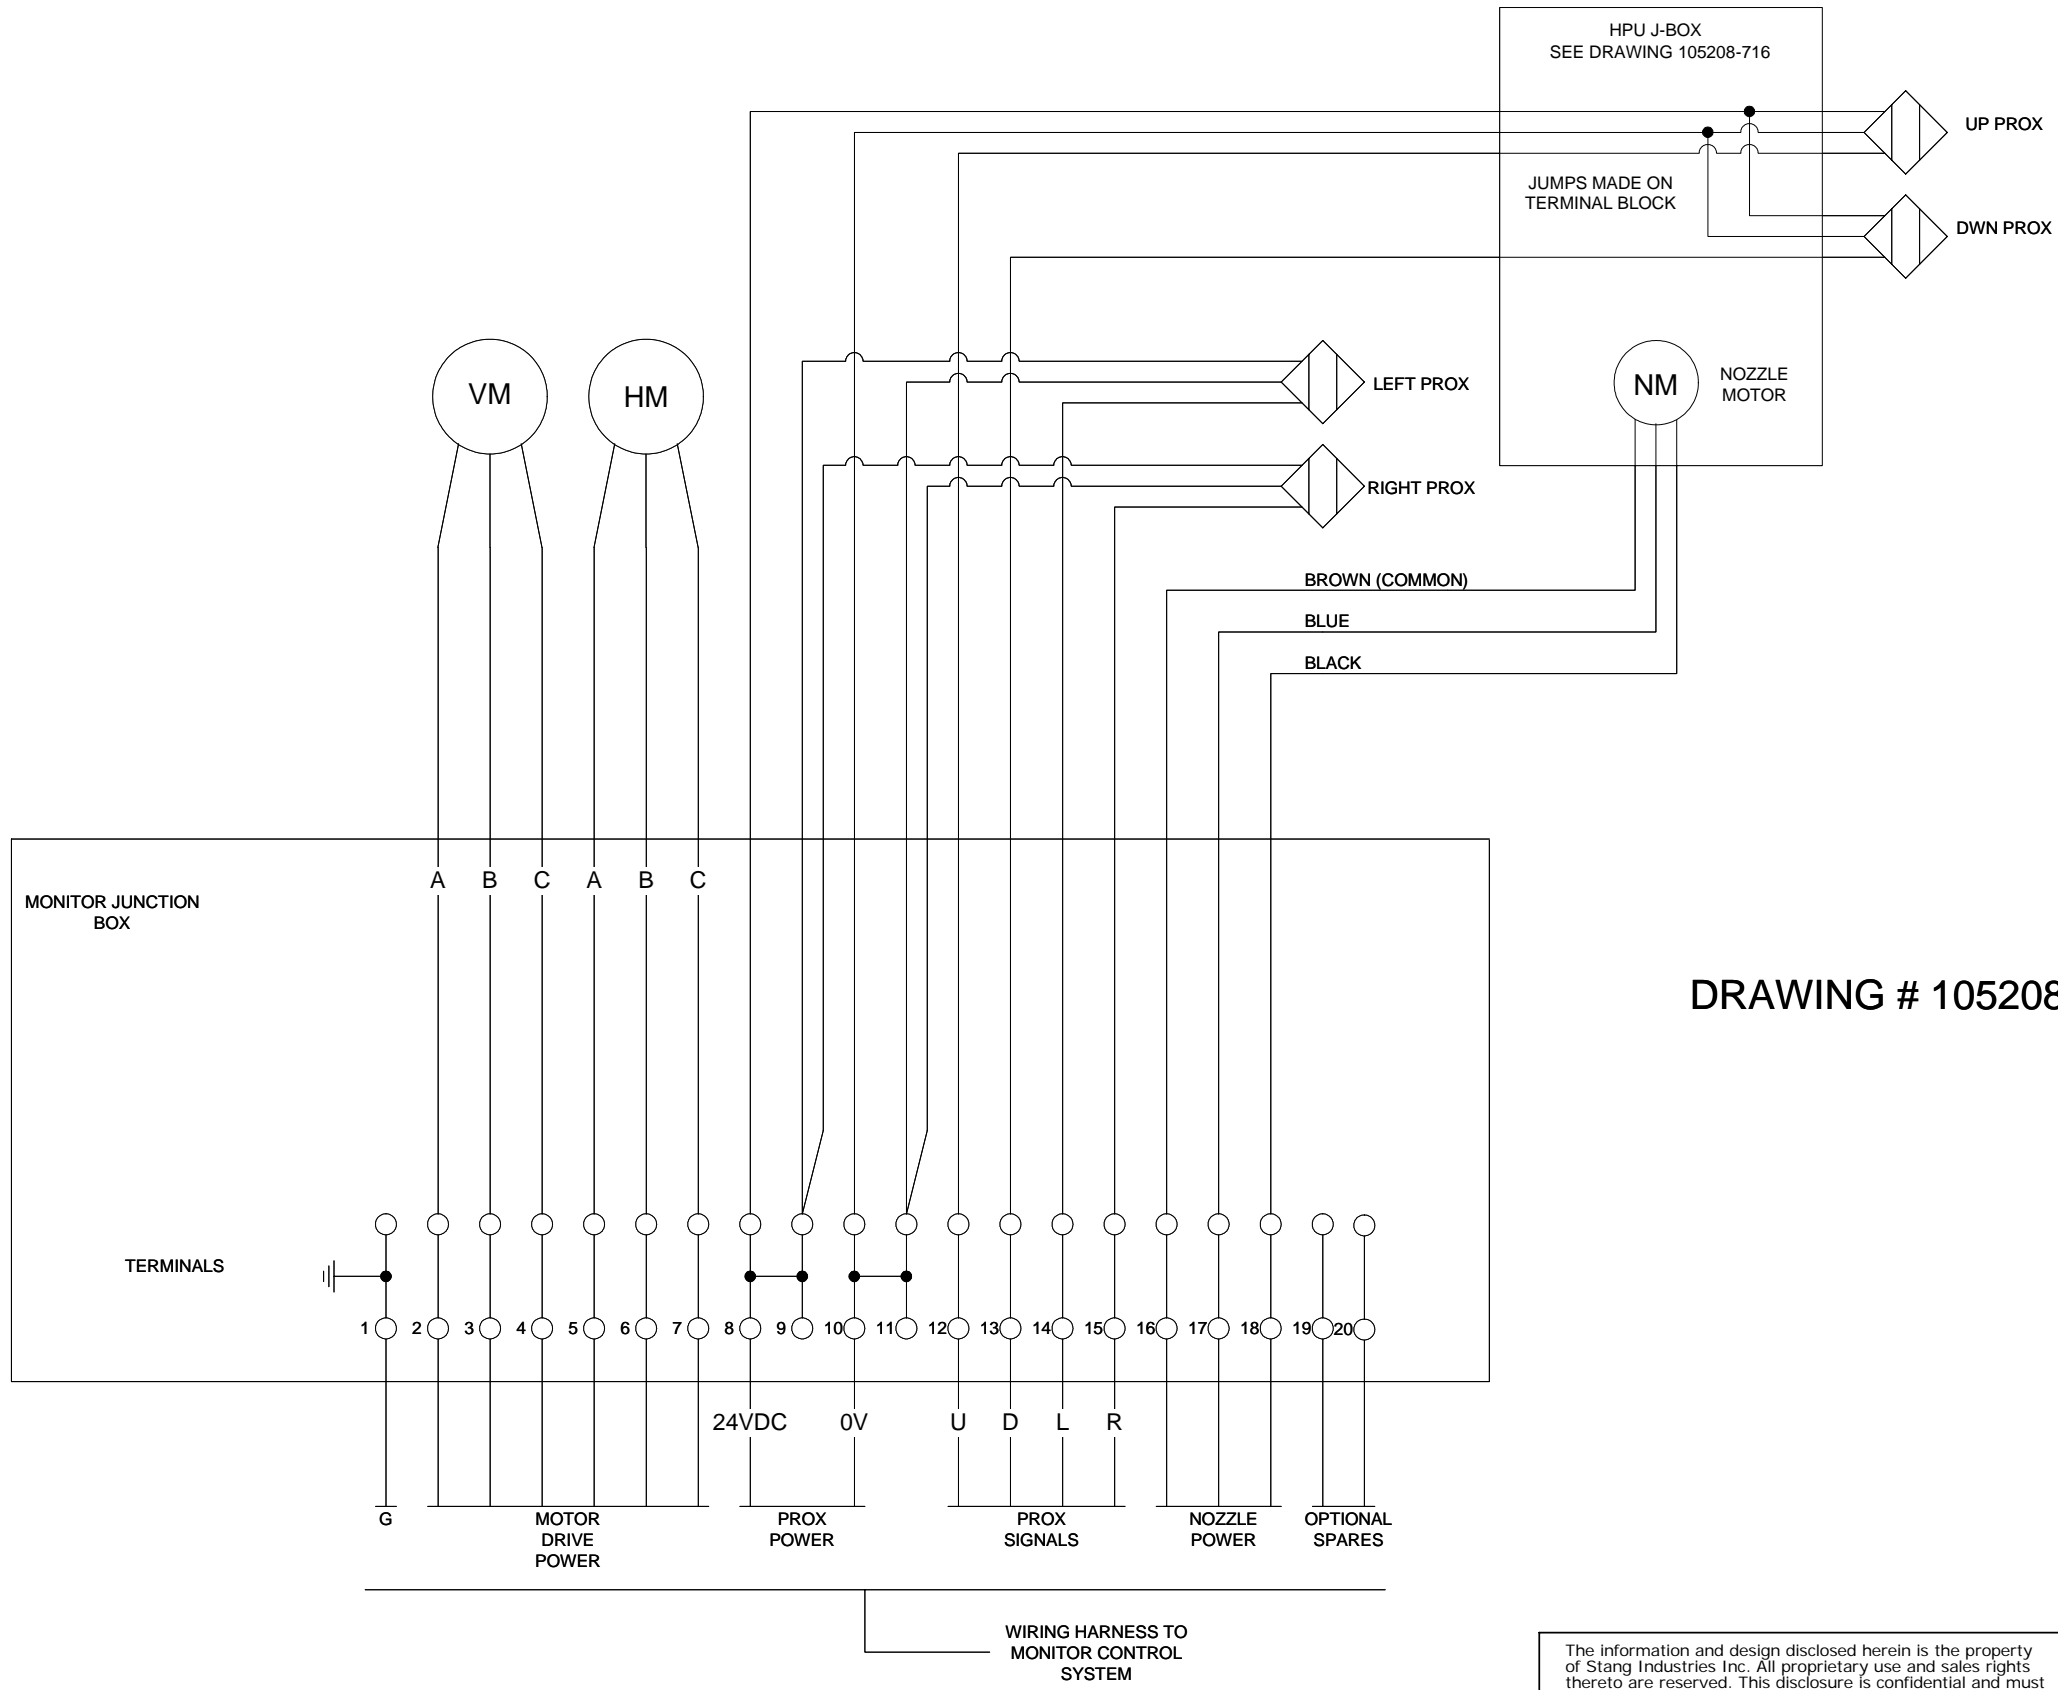 HPU J-BOX
SEE DRAWING 105208-716
UP PROX
JUMPS MADE ON
TERMINAL BLOCK
DWN PROX
VM
HM
LEFT PROX
NM
NOZZLE
MOTOR
RIGHT PROX
BROWN (COMMON)
BLUE
BLACK
A B C A B C
MONITOR JUNCTION
BOX
DRAWING # 105208
TERMINALS
1 2 3 4 5 6 7 8 9 10 11 12 13 14 15 16 17 18 19 20
24VDC 0V U D L R
G
MOTOR
DRIVE
POWER
PROX
POWER
PROX
SIGNALS
NOZZLE
POWER
OPTIONAL
SPARES
WIRING HARNESS TO
MONITOR CONTROL
SYSTEM
The information and design disclosed herein is the property
of Stang Industries Inc. All proprietary use and sales rights
thereto are reserved. This disclosure is confidential and must